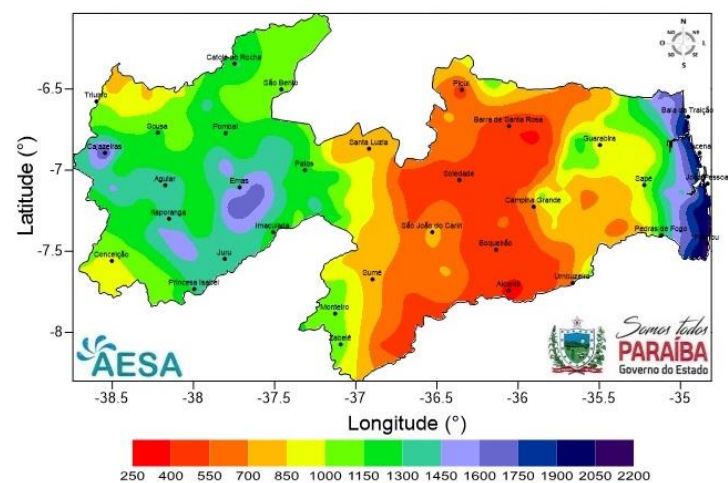 N
NO NE
O L
SO SE
S
Catolé do Rocha
São Bento
Triunfo
Sousa
Pombal
Cajazeiras
Patos
Aguiar
Emas
Itaporanga
Imaculada
Conceição
Juru
Princesa Isabel
Picuí
Barra de Santa Rosa
Santa Luzia
Soledade
Campina Grande
São João do Cariri
Boqueirão
Sumé
Alcantil
Umbuzeiro
Monteiro
Zabelê
Baía da Traição
Guarabira
Sapé
João Pessoa
Pedras de Fogo
-6.5
-7
-7.5
-8
Latitude (°)
AESA
Somos todos
PARAÍBA
Governo do Estado
-38.5 -38 -37.5 -37 -36.5 -36 -35.5 -35
Longitude (°)
250 400 550 700 850 1000 1150 1300 1450 1600 1750 1900 2050 2200